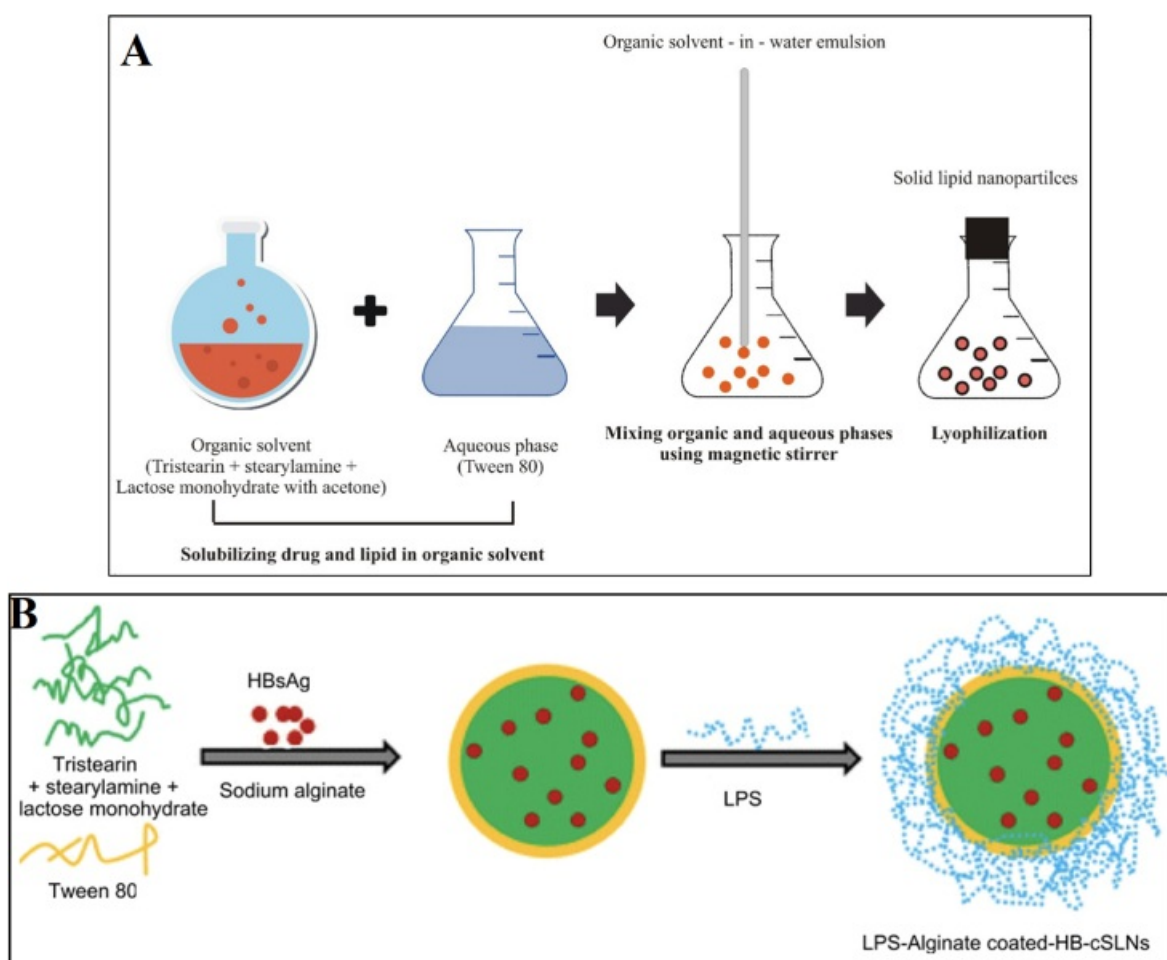 A
Organic solvent - in - water emulsion
Solid lipid nanopartilces
Organic solvent
(Tristearin + stearylamine +
Lactose monohydrate with acetone)
Aqueous phase
(Tween 80)
Mixing organic and aqueous phases
using magnetic stirrer
Lyophilization
Solubilizing drug and lipid in organic solvent
B
HBsAg
Sodium alginate
Tristearin
+ stearylamine +
lactose monohydrate
Tween 80
LPS
LPS-Alginate coated-HB-cSLNs